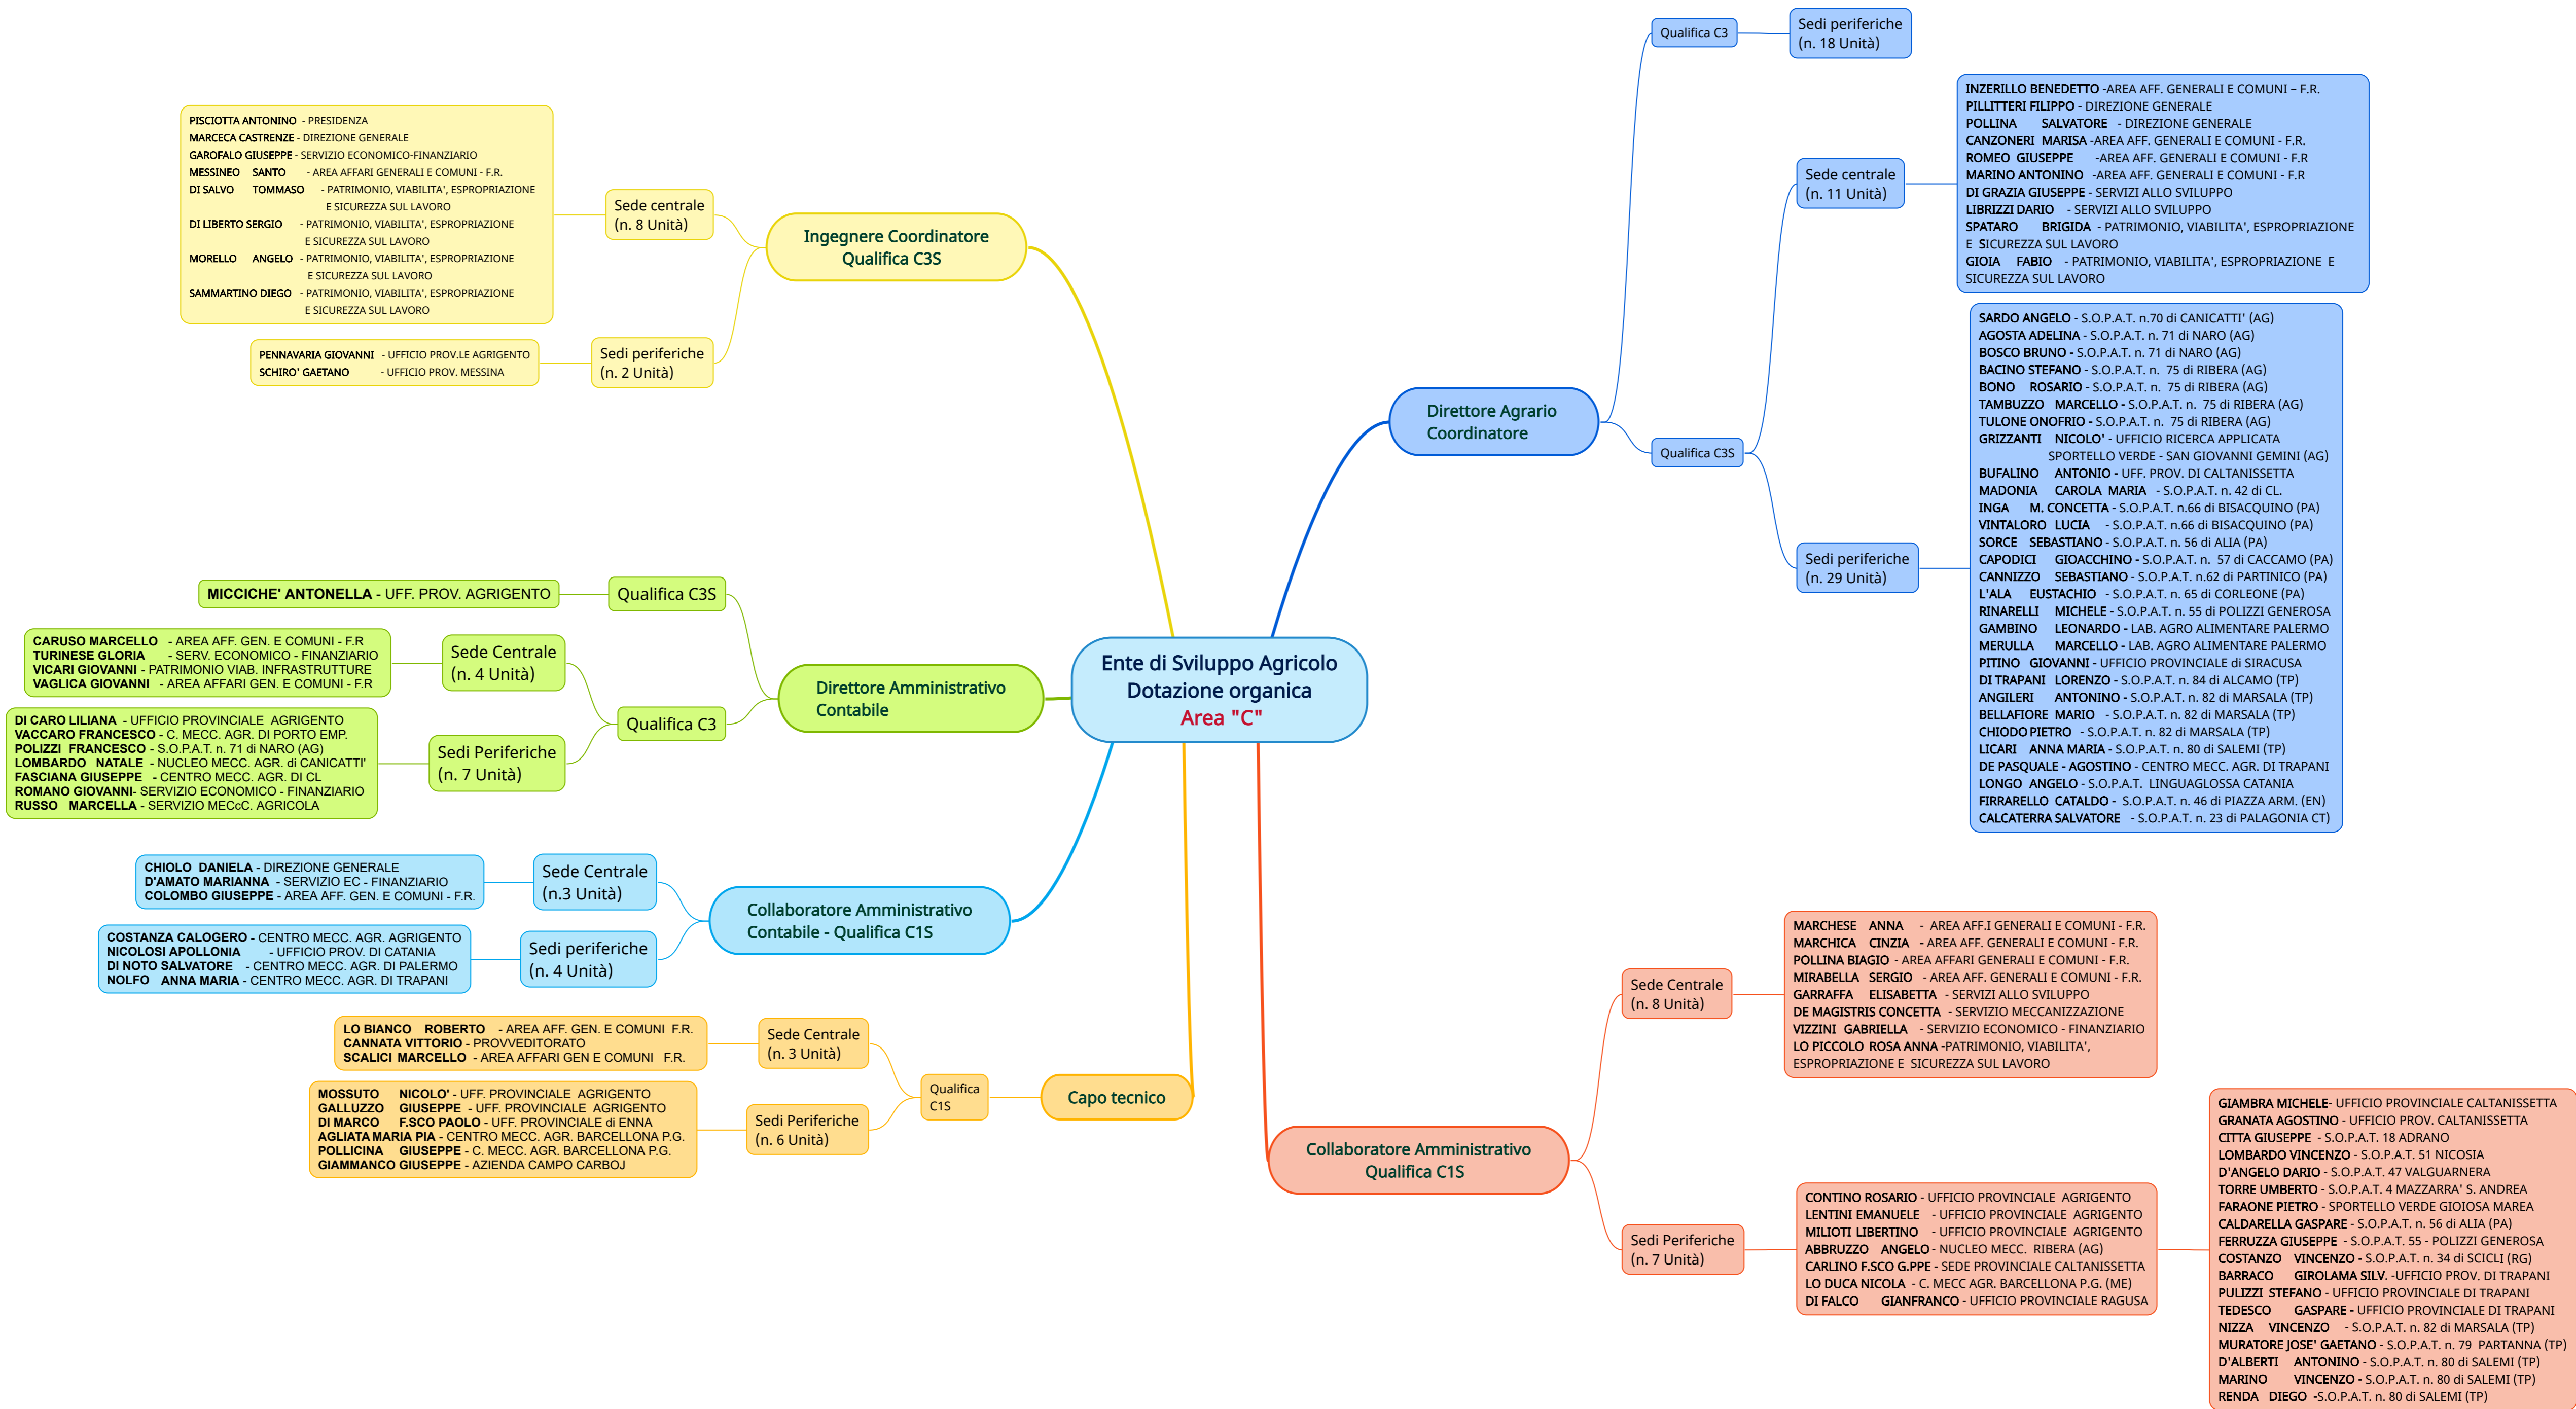 Ente di Sviluppo Agricolo
Dotazione organica
Area "C"
Direttore Agrario
Coordinatore
Qualifica C3
Sedi periferiche
(n. 18 Unità)
Qualifica C3S
Sede centrale
(n. 11 Unità)
INZERILLO BENEDETTO -AREA AFF. GENERALI E COMUNI – F.R.
PILLITTERI FILIPPO - DIREZIONE GENERALE
POLLINA SALVATORE - DIREZIONE GENERALE
CANZONERI MARISA -AREA AFF. GENERALI E COMUNI - F.R.
ROMEO GIUSEPPE -AREA AFF. GENERALI E COMUNI - F.R
MARINO ANTONINO -AREA AFF. GENERALI E COMUNI - F.R
DI GRAZIA GIUSEPPE - SERVIZI ALLO SVILUPPO
LIBRIZZI DARIO - SERVIZI ALLO SVILUPPO
SPATARO BRIGIDA - PATRIMONIO, VIABILITA', ESPROPRIAZIONE
E SICUREZZA SUL LAVORO
GIOIA FABIO - PATRIMONIO, VIABILITA', ESPROPRIAZIONE E
SICUREZZA SUL LAVORO
Sedi periferiche
(n. 29 Unità)
SARDO ANGELO - S.O.P.A.T. n.70 di CANICATTI' (AG)
AGOSTA ADELINA - S.O.P.A.T. n. 71 di NARO (AG)
BOSCO BRUNO - S.O.P.A.T. n. 71 di NARO (AG)
BACINO STEFANO - S.O.P.A.T. n. 75 di RIBERA (AG)
BONO ROSARIO - S.O.P.A.T. n. 75 di RIBERA (AG)
TAMBUZZO MARCELLO - S.O.P.A.T. n. 75 di RIBERA (AG)
TULONE ONOFRIO - S.O.P.A.T. n. 75 di RIBERA (AG)
GRIZZANTI NICOLO' - UFFICIO RICERCA APPLICATA
SPORTELLO VERDE - SAN GIOVANNI GEMINI (AG)
BUFALINO ANTONIO - UFF. PROV. DI CALTANISSETTA
MADONIA CAROLA MARIA - S.O.P.A.T. n. 42 di CL.
INGA M. CONCETTA - S.O.P.A.T. n.66 di BISACQUINO (PA)
VINTALORO LUCIA - S.O.P.A.T. n.66 di BISACQUINO (PA)
SORCE SEBASTIANO - S.O.P.A.T. n. 56 di ALIA (PA)
CAPODICI GIOACCHINO - S.O.P.A.T. n. 57 di CACCAMO (PA)
CANNIZZO SEBASTIANO - S.O.P.A.T. n.62 di PARTINICO (PA)
L'ALA EUSTACHIO - S.O.P.A.T. n. 65 di CORLEONE (PA)
RINARELLI MICHELE - S.O.P.A.T. n. 55 di POLIZZI GENEROSA
GAMBINO LEONARDO - LAB. AGRO ALIMENTARE PALERMO
MERULLA MARCELLO - LAB. AGRO ALIMENTARE PALERMO
PITINO GIOVANNI - UFFICIO PROVINCIALE di SIRACUSA
DI TRAPANI LORENZO - S.O.P.A.T. n. 84 di ALCAMO (TP)
ANGILERI ANTONINO - S.O.P.A.T. n. 82 di MARSALA (TP)
BELLAFIORE MARIO - S.O.P.A.T. n. 82 di MARSALA (TP)
CHIODO PIETRO - S.O.P.A.T. n. 82 di MARSALA (TP)
LICARI ANNA MARIA - S.O.P.A.T. n. 80 di SALEMI (TP)
DE PASQUALE - AGOSTINO - CENTRO MECC. AGR. DI TRAPANI
LONGO ANGELO - S.O.P.A.T. LINGUAGLOSSA CATANIA
FIRRARELLO CATALDO - S.O.P.A.T. n. 46 di PIAZZA ARM. (EN)
CALCATERRA SALVATORE - S.O.P.A.T. n. 23 di PALAGONIA CT)
Collaboratore Amministrativo
Qualifica C1S
Sede Centrale
(n. 8 Unità)
MARCHESE ANNA - AREA AFF.I GENERALI E COMUNI - F.R.
MARCHICA CINZIA - AREA AFF. GENERALI E COMUNI - F.R.
POLLINA BIAGIO - AREA AFFARI GENERALI E COMUNI - F.R.
MIRABELLA SERGIO - AREA AFF. GENERALI E COMUNI - F.R.
GARRAFFA ELISABETTA - SERVIZI ALLO SVILUPPO
DE MAGISTRIS CONCETTA - SERVIZIO MECCANIZZAZIONE
VIZZINI GABRIELLA - SERVIZIO ECONOMICO - FINANZIARIO
LO PICCOLO ROSA ANNA -PATRIMONIO, VIABILITA',
ESPROPRIAZIONE E SICUREZZA SUL LAVORO
Sedi Periferiche
(n. 7 Unità)
CONTINO ROSARIO - UFFICIO PROVINCIALE AGRIGENTO
LENTINI EMANUELE - UFFICIO PROVINCIALE AGRIGENTO
MILIOTI LIBERTINO - UFFICIO PROVINCIALE AGRIGENTO
ABBRUZZO ANGELO - NUCLEO MECC. RIBERA (AG)
CARLINO F.SCO G.PPE - SEDE PROVINCIALE CALTANISSETTA
LO DUCA NICOLA - C. MECC AGR. BARCELLONA P.G. (ME)
DI FALCO GIANFRANCO - UFFICIO PROVINCIALE RAGUSA
GIAMBRA MICHELE- UFFICIO PROVINCIALE CALTANISSETTA
GRANATA AGOSTINO - UFFICIO PROV. CALTANISSETTA
CITTA GIUSEPPE - S.O.P.A.T. 18 ADRANO
LOMBARDO VINCENZO - S.O.P.A.T. 51 NICOSIA
D'ANGELO DARIO - S.O.P.A.T. 47 VALGUARNERA
TORRE UMBERTO - S.O.P.A.T. 4 MAZZARRA' S. ANDREA
FARAONE PIETRO - SPORTELLO VERDE GIOIOSA MAREA
CALDARELLA GASPARE - S.O.P.A.T. n. 56 di ALIA (PA)
FERRUZZA GIUSEPPE - S.O.P.A.T. 55 - POLIZZI GENEROSA
COSTANZO VINCENZO - S.O.P.A.T. n. 34 di SCICLI (RG)
BARRACO GIROLAMA SILV. -UFFICIO PROV. DI TRAPANI
PULIZZI STEFANO - UFFICIO PROVINCIALE DI TRAPANI
TEDESCO GASPARE - UFFICIO PROVINCIALE DI TRAPANI
NIZZA VINCENZO - S.O.P.A.T. n. 82 di MARSALA (TP)
MURATORE JOSE' GAETANO - S.O.P.A.T. n. 79 PARTANNA (TP)
D'ALBERTI ANTONINO - S.O.P.A.T. n. 80 di SALEMI (TP)
MARINO VINCENZO - S.O.P.A.T. n. 80 di SALEMI (TP)
RENDA DIEGO -S.O.P.A.T. n. 80 di SALEMI (TP)
Ingegnere Coordinatore
Qualifica C3S
Sede centrale
(n. 8 Unità)
PISCIOTTA ANTONINO - PRESIDENZA
MARCECA CASTRENZE - DIREZIONE GENERALE
GAROFALO GIUSEPPE - SERVIZIO ECONOMICO-FINANZIARIO
MESSINEO SANTO - AREA AFFARI GENERALI E COMUNI - F.R.
DI SALVO TOMMASO - PATRIMONIO, VIABILITA', ESPROPRIAZIONE
E SICUREZZA SUL LAVORO
DI LIBERTO SERGIO - PATRIMONIO, VIABILITA', ESPROPRIAZIONE
E SICUREZZA SUL LAVORO
MORELLO ANGELO - PATRIMONIO, VIABILITA', ESPROPRIAZIONE
E SICUREZZA SUL LAVORO
SAMMARTINO DIEGO - PATRIMONIO, VIABILITA', ESPROPRIAZIONE
E SICUREZZA SUL LAVORO
Sedi periferiche
(n. 2 Unità)
PENNAVARIA GIOVANNI - UFFICIO PROV.LE AGRIGENTO
SCHIRO' GAETANO - UFFICIO PROV. MESSINA
Direttore Amministrativo
Contabile
Qualifica C3S
MICCICHE' ANTONELLA - UFF. PROV. AGRIGENTO
Qualifica C3
Sede Centrale
(n. 4 Unità)
CARUSO MARCELLO - AREA AFF. GEN. E COMUNI - F.R
TURINESE GLORIA - SERV. ECONOMICO - FINANZIARIO
VICARI GIOVANNI - PATRIMONIO VIAB. INFRASTRUTTURE
VAGLICA GIOVANNI - AREA AFFARI GEN. E COMUNI - F.R
Sedi Periferiche
(n. 7 Unità)
DI CARO LILIANA - UFFICIO PROVINCIALE AGRIGENTO
VACCARO FRANCESCO - C. MECC. AGR. DI PORTO EMP.
POLIZZI FRANCESCO - S.O.P.A.T. n. 71 di NARO (AG)
LOMBARDO NATALE - NUCLEO MECC. AGR. di CANICATTI'
FASCIANA GIUSEPPE - CENTRO MECC. AGR. DI CL
ROMANO GIOVANNI- SERVIZIO ECONOMICO - FINANZIARIO
RUSSO MARCELLA - SERVIZIO MECcC. AGRICOLA
Collaboratore Amministrativo
Contabile - Qualifica C1S
Sede Centrale
(n.3 Unità)
CHIOLO DANIELA - DIREZIONE GENERALE
D'AMATO MARIANNA - SERVIZIO EC - FINANZIARIO
COLOMBO GIUSEPPE - AREA AFF. GEN. E COMUNI - F.R.
Sedi periferiche
(n. 4 Unità)
COSTANZA CALOGERO - CENTRO MECC. AGR. AGRIGENTO
NICOLOSI APOLLONIA - UFFICIO PROV. DI CATANIA
DI NOTO SALVATORE - CENTRO MECC. AGR. DI PALERMO
NOLFO ANNA MARIA - CENTRO MECC. AGR. DI TRAPANI
Capo tecnico
Qualifica
C1S
Sede Centrale
(n. 3 Unità)
LO BIANCO ROBERTO - AREA AFF. GEN. E COMUNI F.R.
CANNATA VITTORIO - PROVVEDITORATO
SCALICI MARCELLO - AREA AFFARI GEN E COMUNI F.R.
Sedi Periferiche
(n. 6 Unità)
MOSSUTO NICOLO' - UFF. PROVINCIALE AGRIGENTO
GALLUZZO GIUSEPPE - UFF. PROVINCIALE AGRIGENTO
DI MARCO F.SCO PAOLO - UFF. PROVINCIALE di ENNA
AGLIATA MARIA PIA - CENTRO MECC. AGR. BARCELLONA P.G.
POLLICINA GIUSEPPE - C. MECC. AGR. BARCELLONA P.G.
GIAMMANCO GIUSEPPE - AZIENDA CAMPO CARBOJ